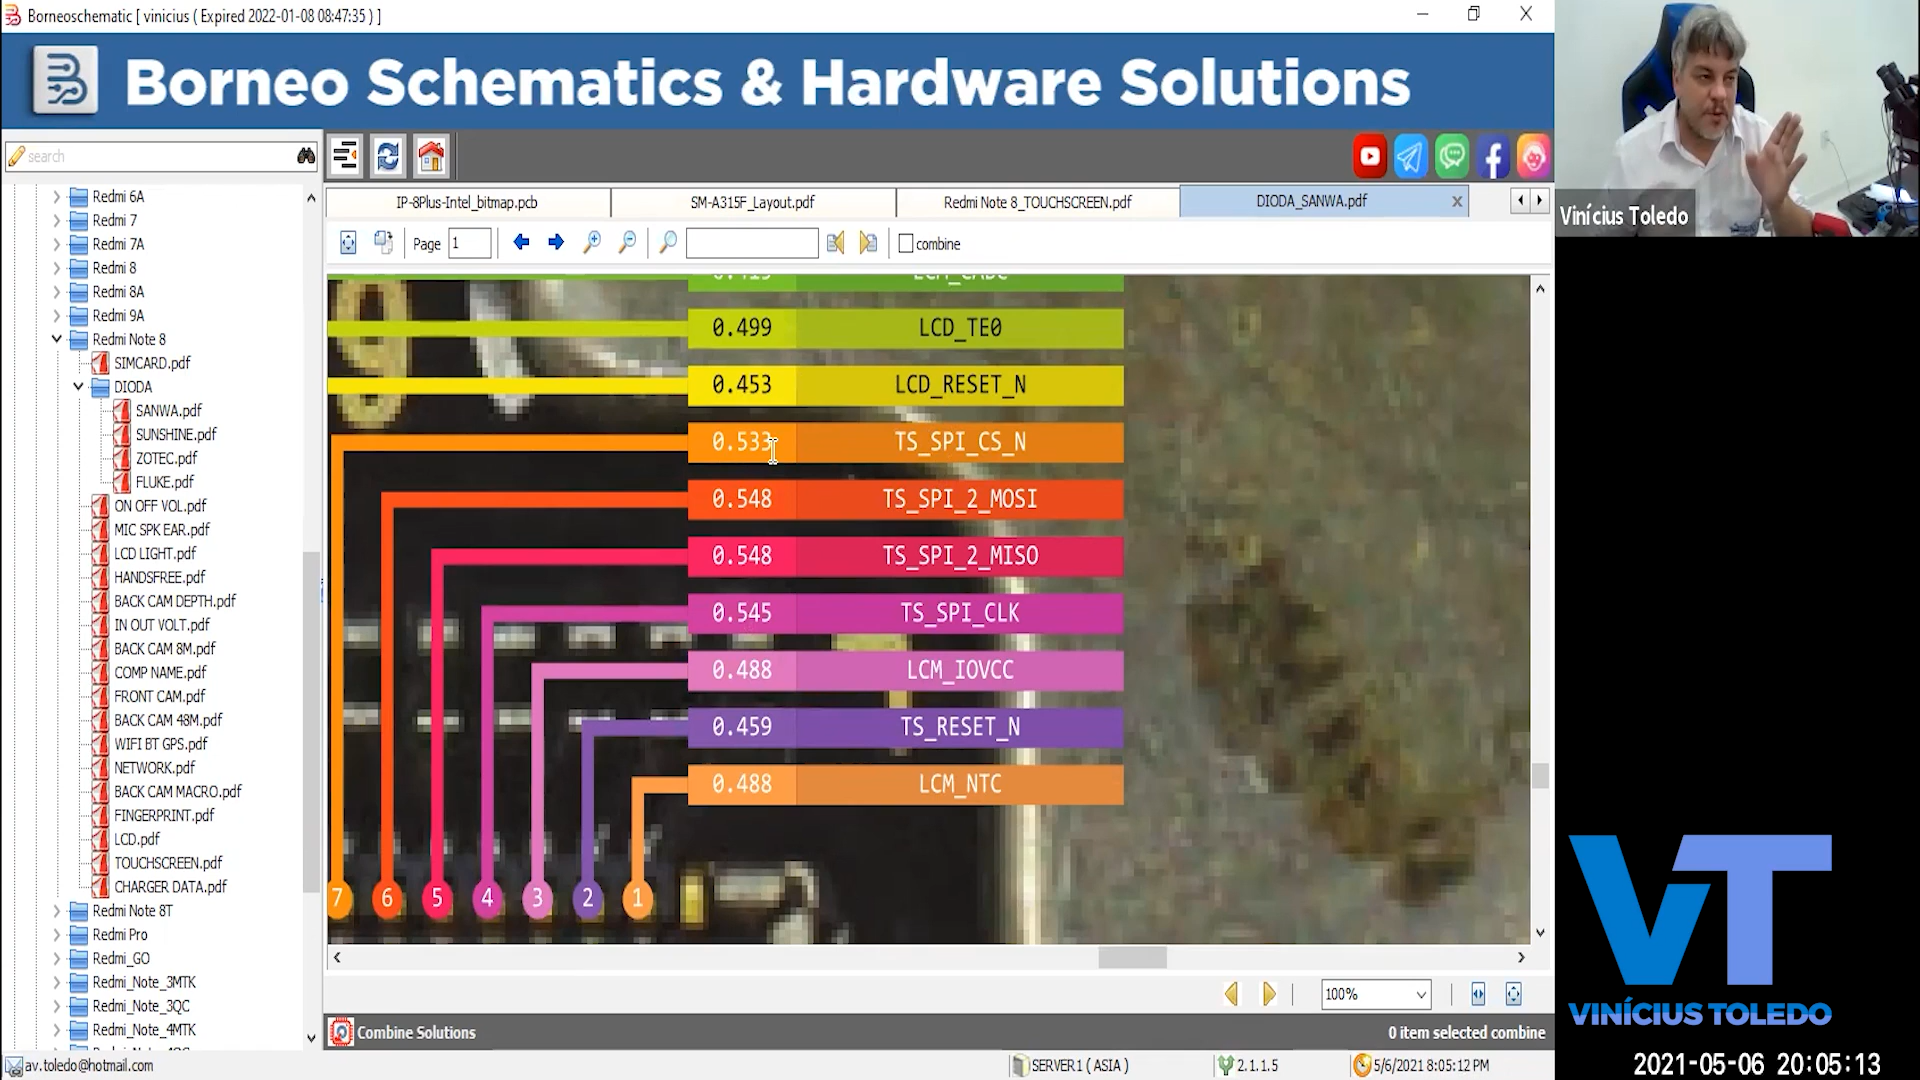 Borneoschematic [ vinicius ( Expired 2022-01-08 08:47:35 ) ]
Borneo Schematics & Hardware Solutions
search
Redmi 6A
Redmi 7
Redmi 7A
Redmi 8
Redmi 8A
Redmi 9A
Redmi Note 8
SIMCARD.pdf
DIODA
SANWA.pdf
SUNSHINE.pdf
ZOTEC.pdf
FLUKE.pdf
ON OFF VOL.pdf
MIC SPK EAR.pdf
LCD LIGHT.pdf
HANDSFREE.pdf
BACK CAM DEPTH.pdf
IN OUT VOLT.pdf
BACK CAM 8M.pdf
COMP NAME.pdf
FRONT CAM.pdf
BACK CAM 48M.pdf
WIFI BT GPS.pdf
NETWORK.pdf
BACK CAM MACRO.pdf
FINGERPRINT.pdf
LCD.pdf
TOUCHSCREEN.pdf
CHARGER DATA.pdf
Redmi Note 8T
Redmi Pro
Redmi_GO
Redmi_Note_3MTK
Redmi_Note_3QC
Redmi_Note_4MTK
IP-8Plus-Intel_bitmap.pcb
SM-A315F_Layout.pdf
Redmi Note 8_TOUCHSCREEN.pdf
DIODA_SANWA.pdf
Page 1
combine
0.499 LCD_TE0
0.453 LCD_RESET_N
0.533 TS_SPI_CS_N
0.548 TS_SPI_2_MOSI
0.548 TS_SPI_2_MISO
0.545 TS_SPI_CLK
0.488 LCM_IOVCC
0.459 TS_RESET_N
0.488 LCM_NTC
7 6 5 4 3 2 1
100%
Combine Solutions
0 item selected combine
av.toledo@hotmail.com
SERVER1 ( ASIA )
2.1.1.5
5/6/2021 8:05:12 PM
Vinícius Toledo
VT
VINÍCIUS TOLEDO
2021-05-06 20:05:13